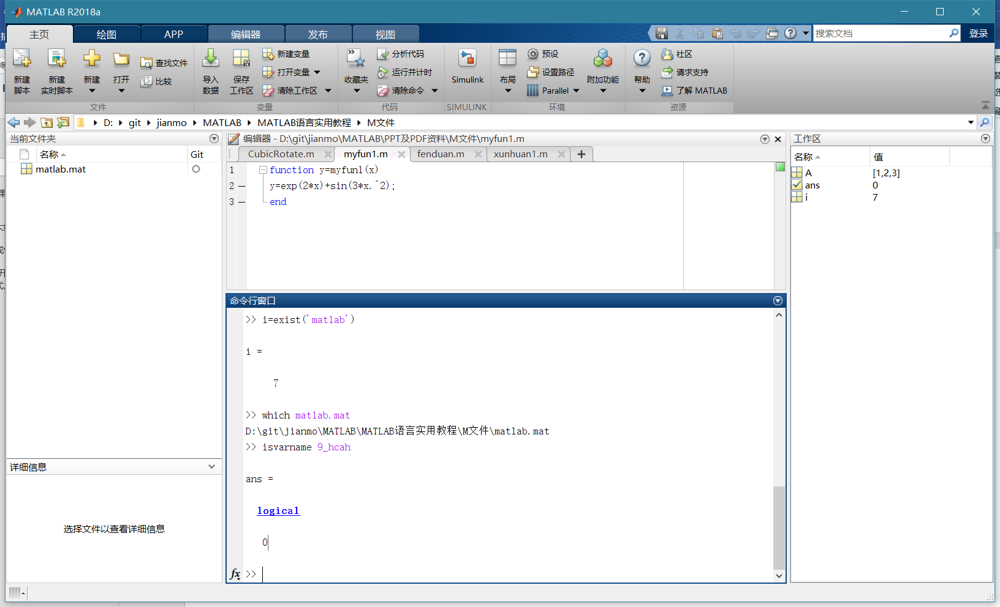 MATLAB R2018a
主页
绘图
APP
编辑器
发布
视图
搜索文档
登录
新建
脚本
新建
实时脚本
新建
打开
查找文件
比较
文件
导入
数据
保存
工作区
新建变量
打开变量
清除工作区
变量
收藏夹
分析代码
运行并计时
清除命令
代码
Simulink
SIMULINK
布局
预设
设置路径
Parallel
附加功能
环境
帮助
社区
请求支持
了解 MATLAB
资源
D: git jianmo MATLAB MATLAB语言实用教程 M文件
当前文件夹
名称 Git
matlab.mat
详细信息
选择文件以查看详细信息
编辑器 - D:\git\jianmo\MATLAB\PPT及PDF资料\M文件\myfun1.m
CubicRotate.m myfun1.m fenduan.m xunhuan1.m
1 function y=myfun1(x)
2 y=exp(2*x)+sin(3*x.^2);
3 end
命令行窗口
>> i=exist('matlab')
i =
7
>> which matlab.mat
D:\git\jianmo\MATLAB\MATLAB语言实用教程\M文件\matlab.mat
>> isvarname 9_hcah
ans =
logical
0
fx >>
工作区
名称 值
A [1,2,3]
ans 0
i 7